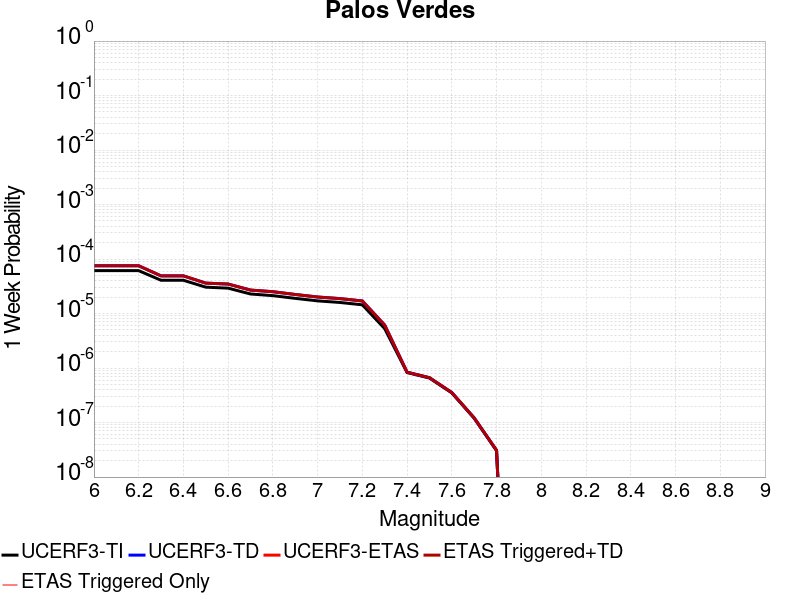 Palos Verdes
10^0
10^-1
10^-2
10^-3
10^-4
10^-5
10^-6
10^-7
10^-8
1 Week Probability
6 6.2 6.4 6.6 6.8 7 7.2 7.4 7.6 7.8 8 8.2 8.4 8.6 8.8 9
Magnitude
UCERF3-TI UCERF3-TD UCERF3-ETAS ETAS Triggered+TD
ETAS Triggered Only